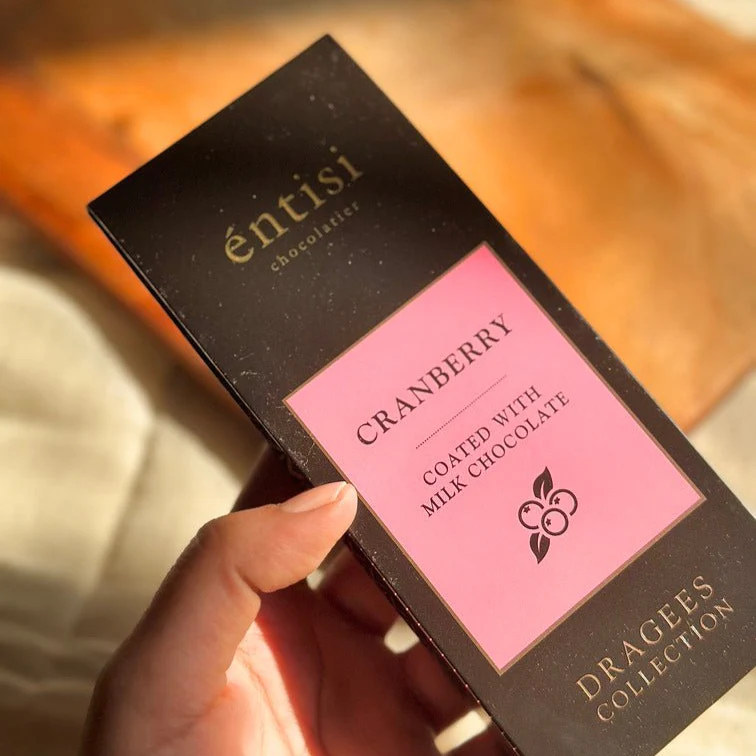 éntisi
chocolatier
CRANBERRY
COATED WITH
MILK CHOCOLATE
DRAGEES
COLLECTION